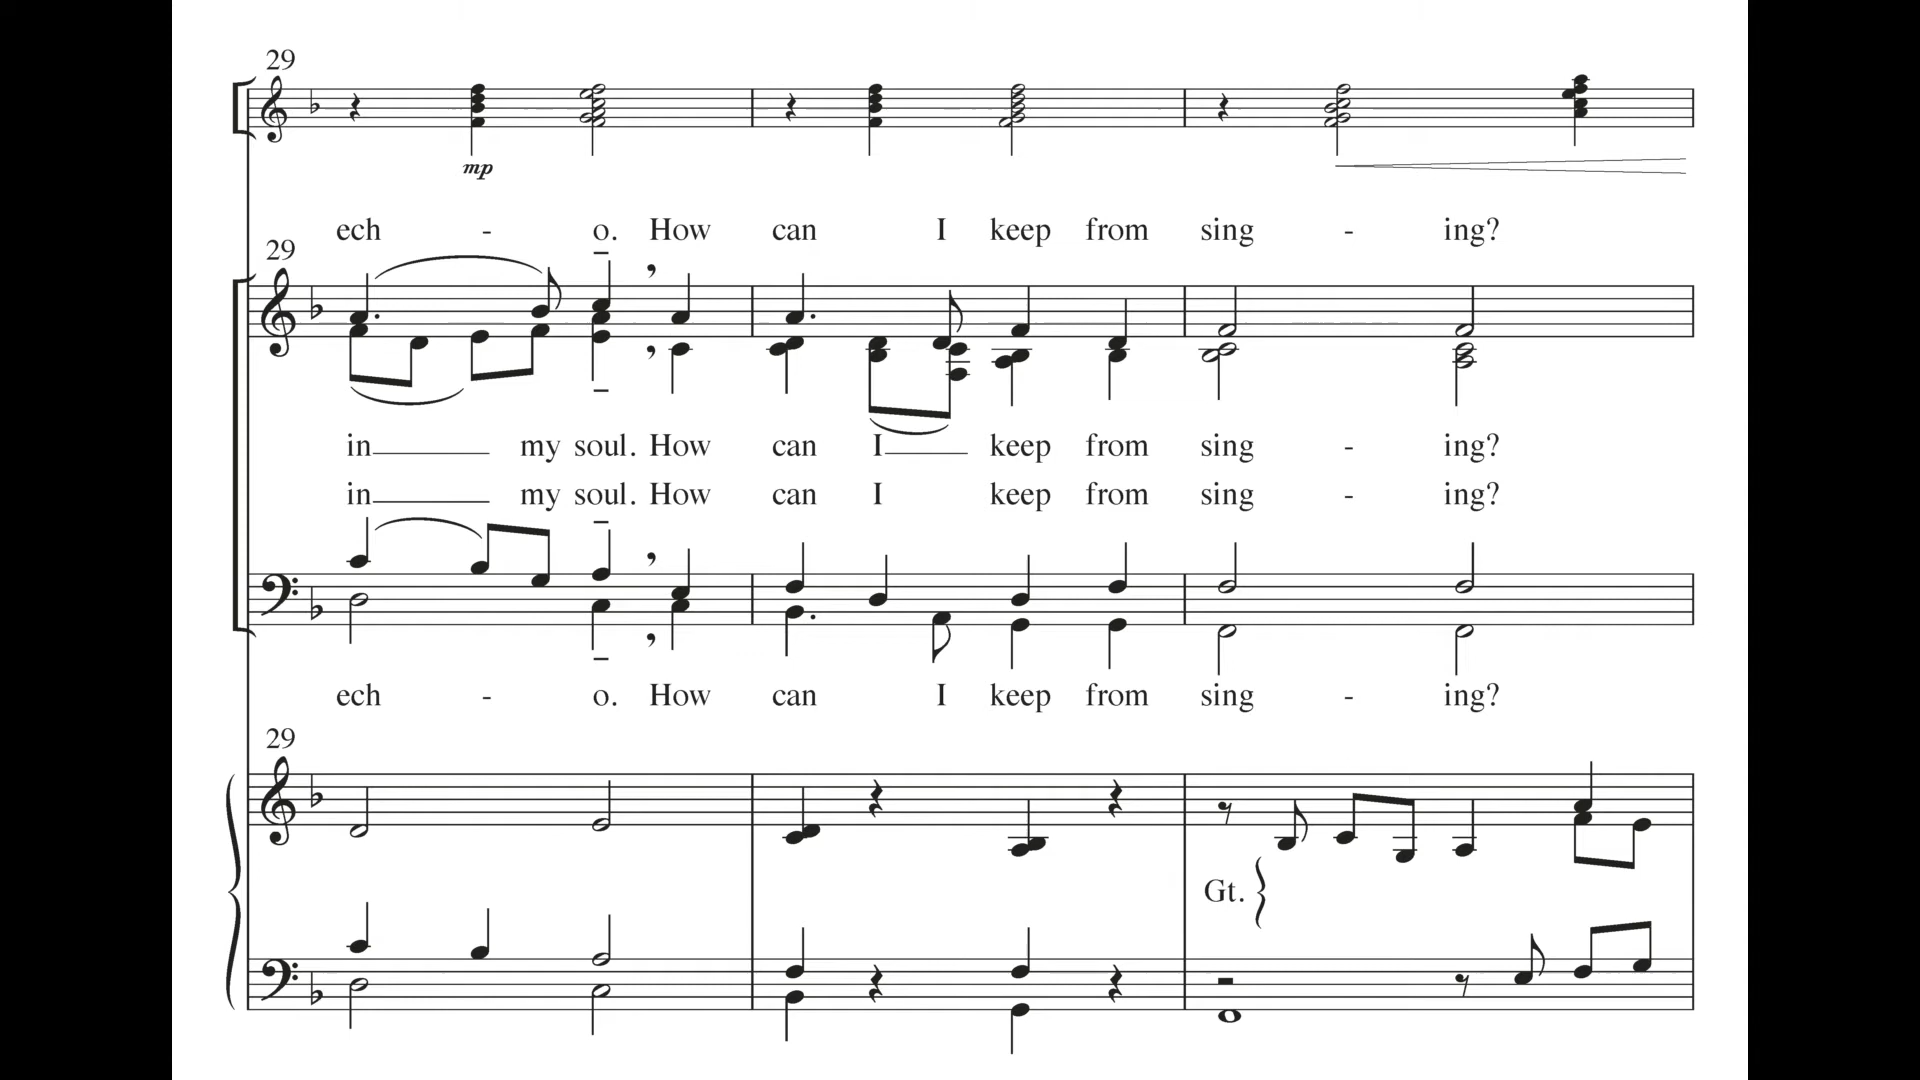 29
mp
ech - o. How can I keep from sing - ing?
29
in my soul. How can I keep from sing - ing?
in my soul. How can I keep from sing - ing?
ech - o. How can I keep from sing - ing?
29
Gt.